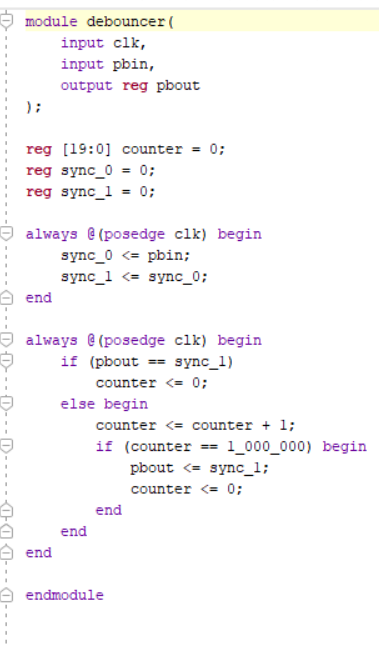 module debouncer(
    input clk,
    input pbin,
    output reg pbout
);
reg [19:0] counter = 0;
reg sync_0 = 0;
reg sync_1 = 0;
always @(posedge clk) begin
    sync_0 <= pbin;
    sync_1 <= sync_0;
end
always @(posedge clk) begin
    if (pbout == sync_1)
        counter <= 0;
    else begin
        counter <= counter + 1;
        if (counter == 1_000_000) begin
            pbout <= sync_1;
            counter <= 0;
        end
    end
end
endmodule